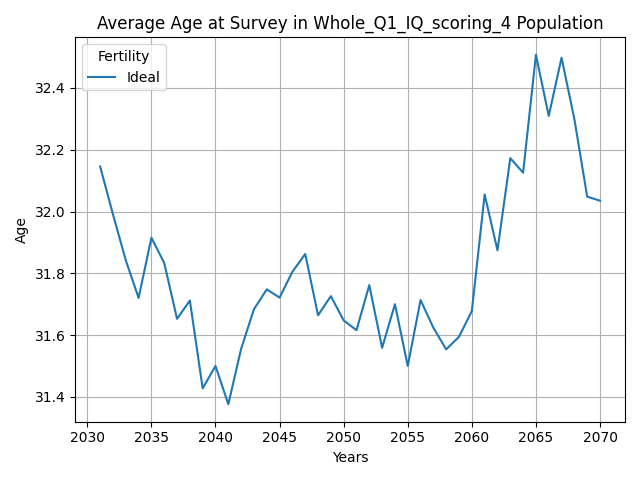 Average Age at Survey in Whole_Q1_IQ_scoring_4 Population
Fertility
Ideal
Age
32.4
32.2
32.0
31.8
31.6
31.4
2030 2035 2040 2045 2050 2055 2060 2065 2070
Years